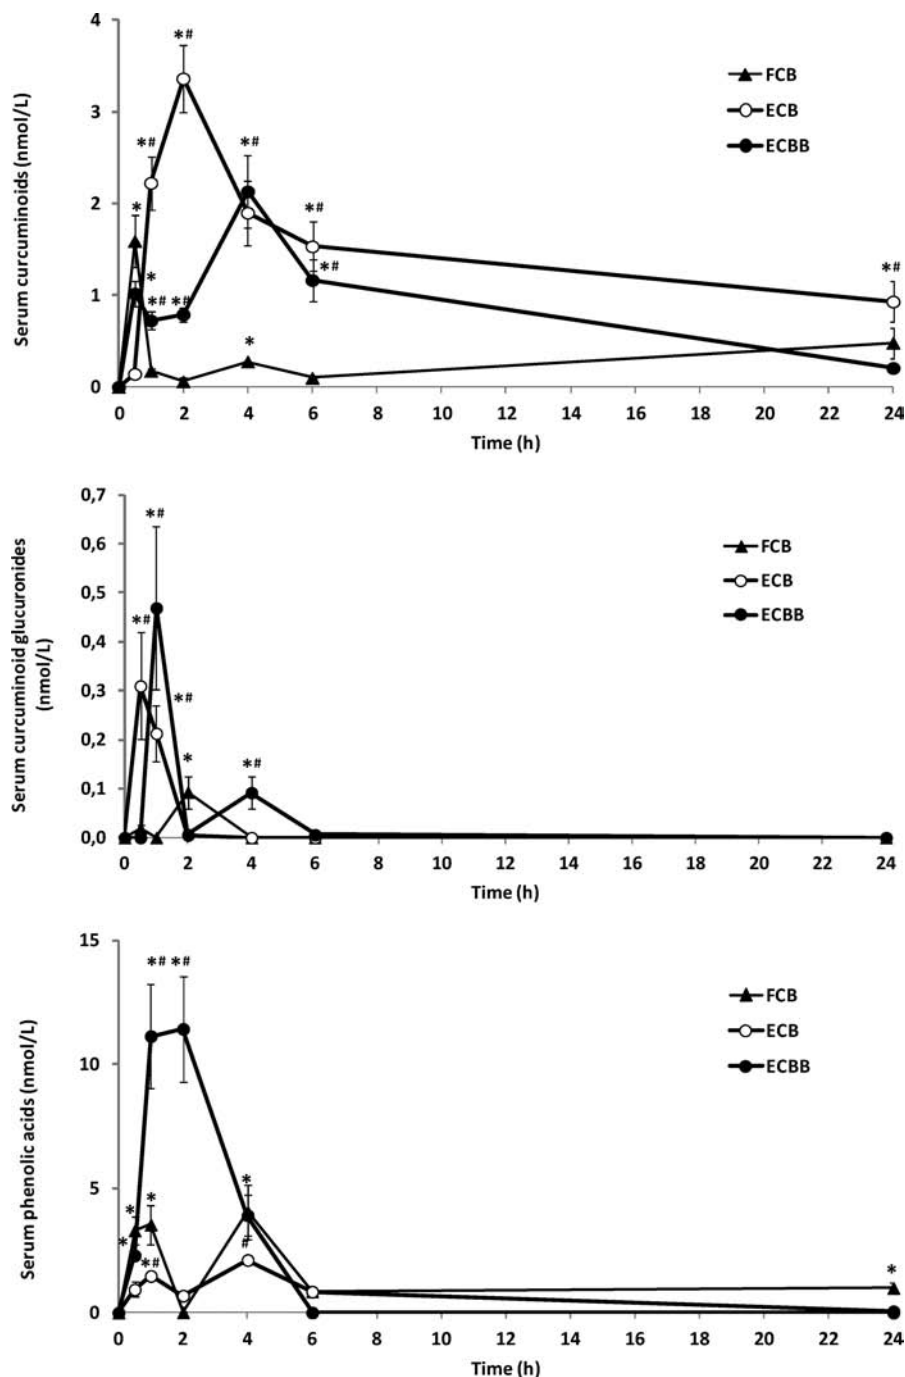 4
*#
FCB
*#
ECB
3
*#
ECBB
*
*#
2
*#
*#
*
1
*# *#
*
0
0 2 4 6 8 10 12 14 16 18 20 22 24
Time (h)
Serum curcuminoids (nmol/L)
0,7
*#
0,6
FCB
ECB
0,5
ECBB
*#
0,4
0,3
*#
0,2
*
*#
0,1
0,0
0 2 4 6 8 10 12 14 16 18 20 22 24
Time (h)
Serum curcuminoid glucuronides
(nmol/L)
15
*# *#
FCB
ECB
10
ECBB
*
5
*
*
*
#
*#
*
0
0 2 4 6 8 10 12 14 16 18 20 22 24
Time (h)
Serum phenolic acids (nmol/L)